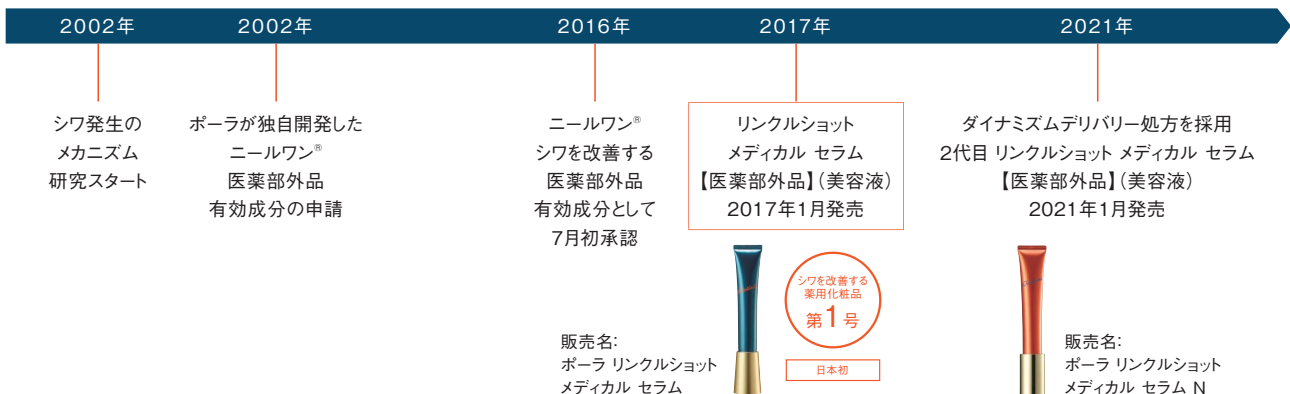 2002年
2002年
2016年
2017年
2021年
シワ発生の
メカニズム
研究スタート
ポーラが独自開発した
ニールワン®
医薬部外品
有効成分の申請
ニールワン®
シワを改善する
医薬部外品
有効成分として
7月初承認
リンクルショット
メディカル セラム
【医薬部外品】(美容液)
2017年1月発売
ダイナミズムデリバリー処方を採用
2代目 リンクルショット メディカル セラム
【医薬部外品】(美容液)
2021年1月発売
シワを改善する
薬用化粧品
第1号
日本初
販売名:
ポーラ リンクルショット
メディカル セラム
販売名:
ポーラ リンクルショット
メディカル セラム N